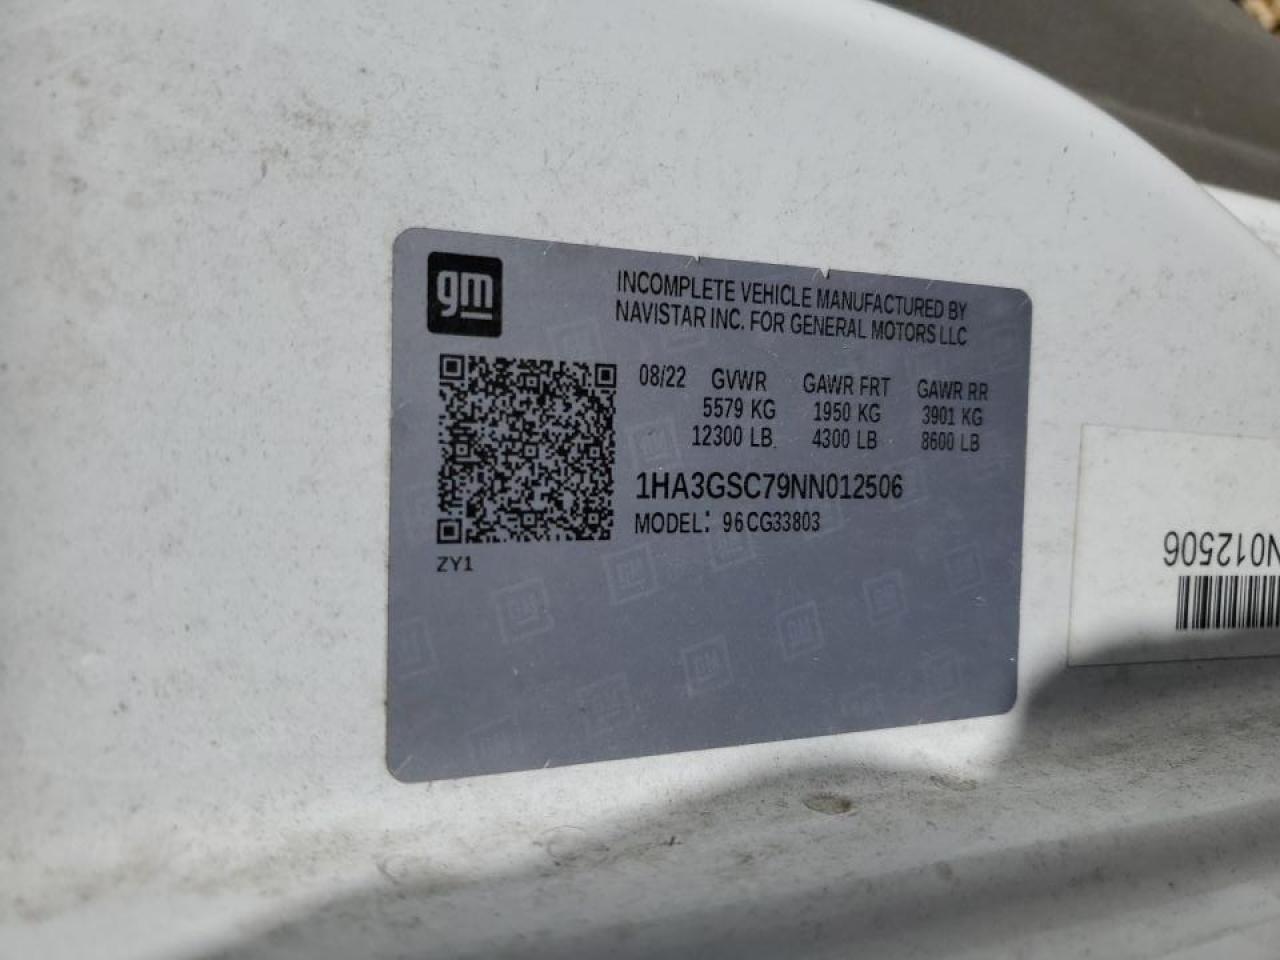 gm
INCOMPLETE VEHICLE MANUFACTURED BY
NAVISTAR INC. FOR GENERAL MOTORS LLC
08/22 GVWR GAWR FRT GAWR RR
5579 KG 1950 KG 3901 KG
12300 LB 4300 LB 8600 LB
1HA3GSC79NN012506
MODEL: 96CG33803
ZY1
N012506